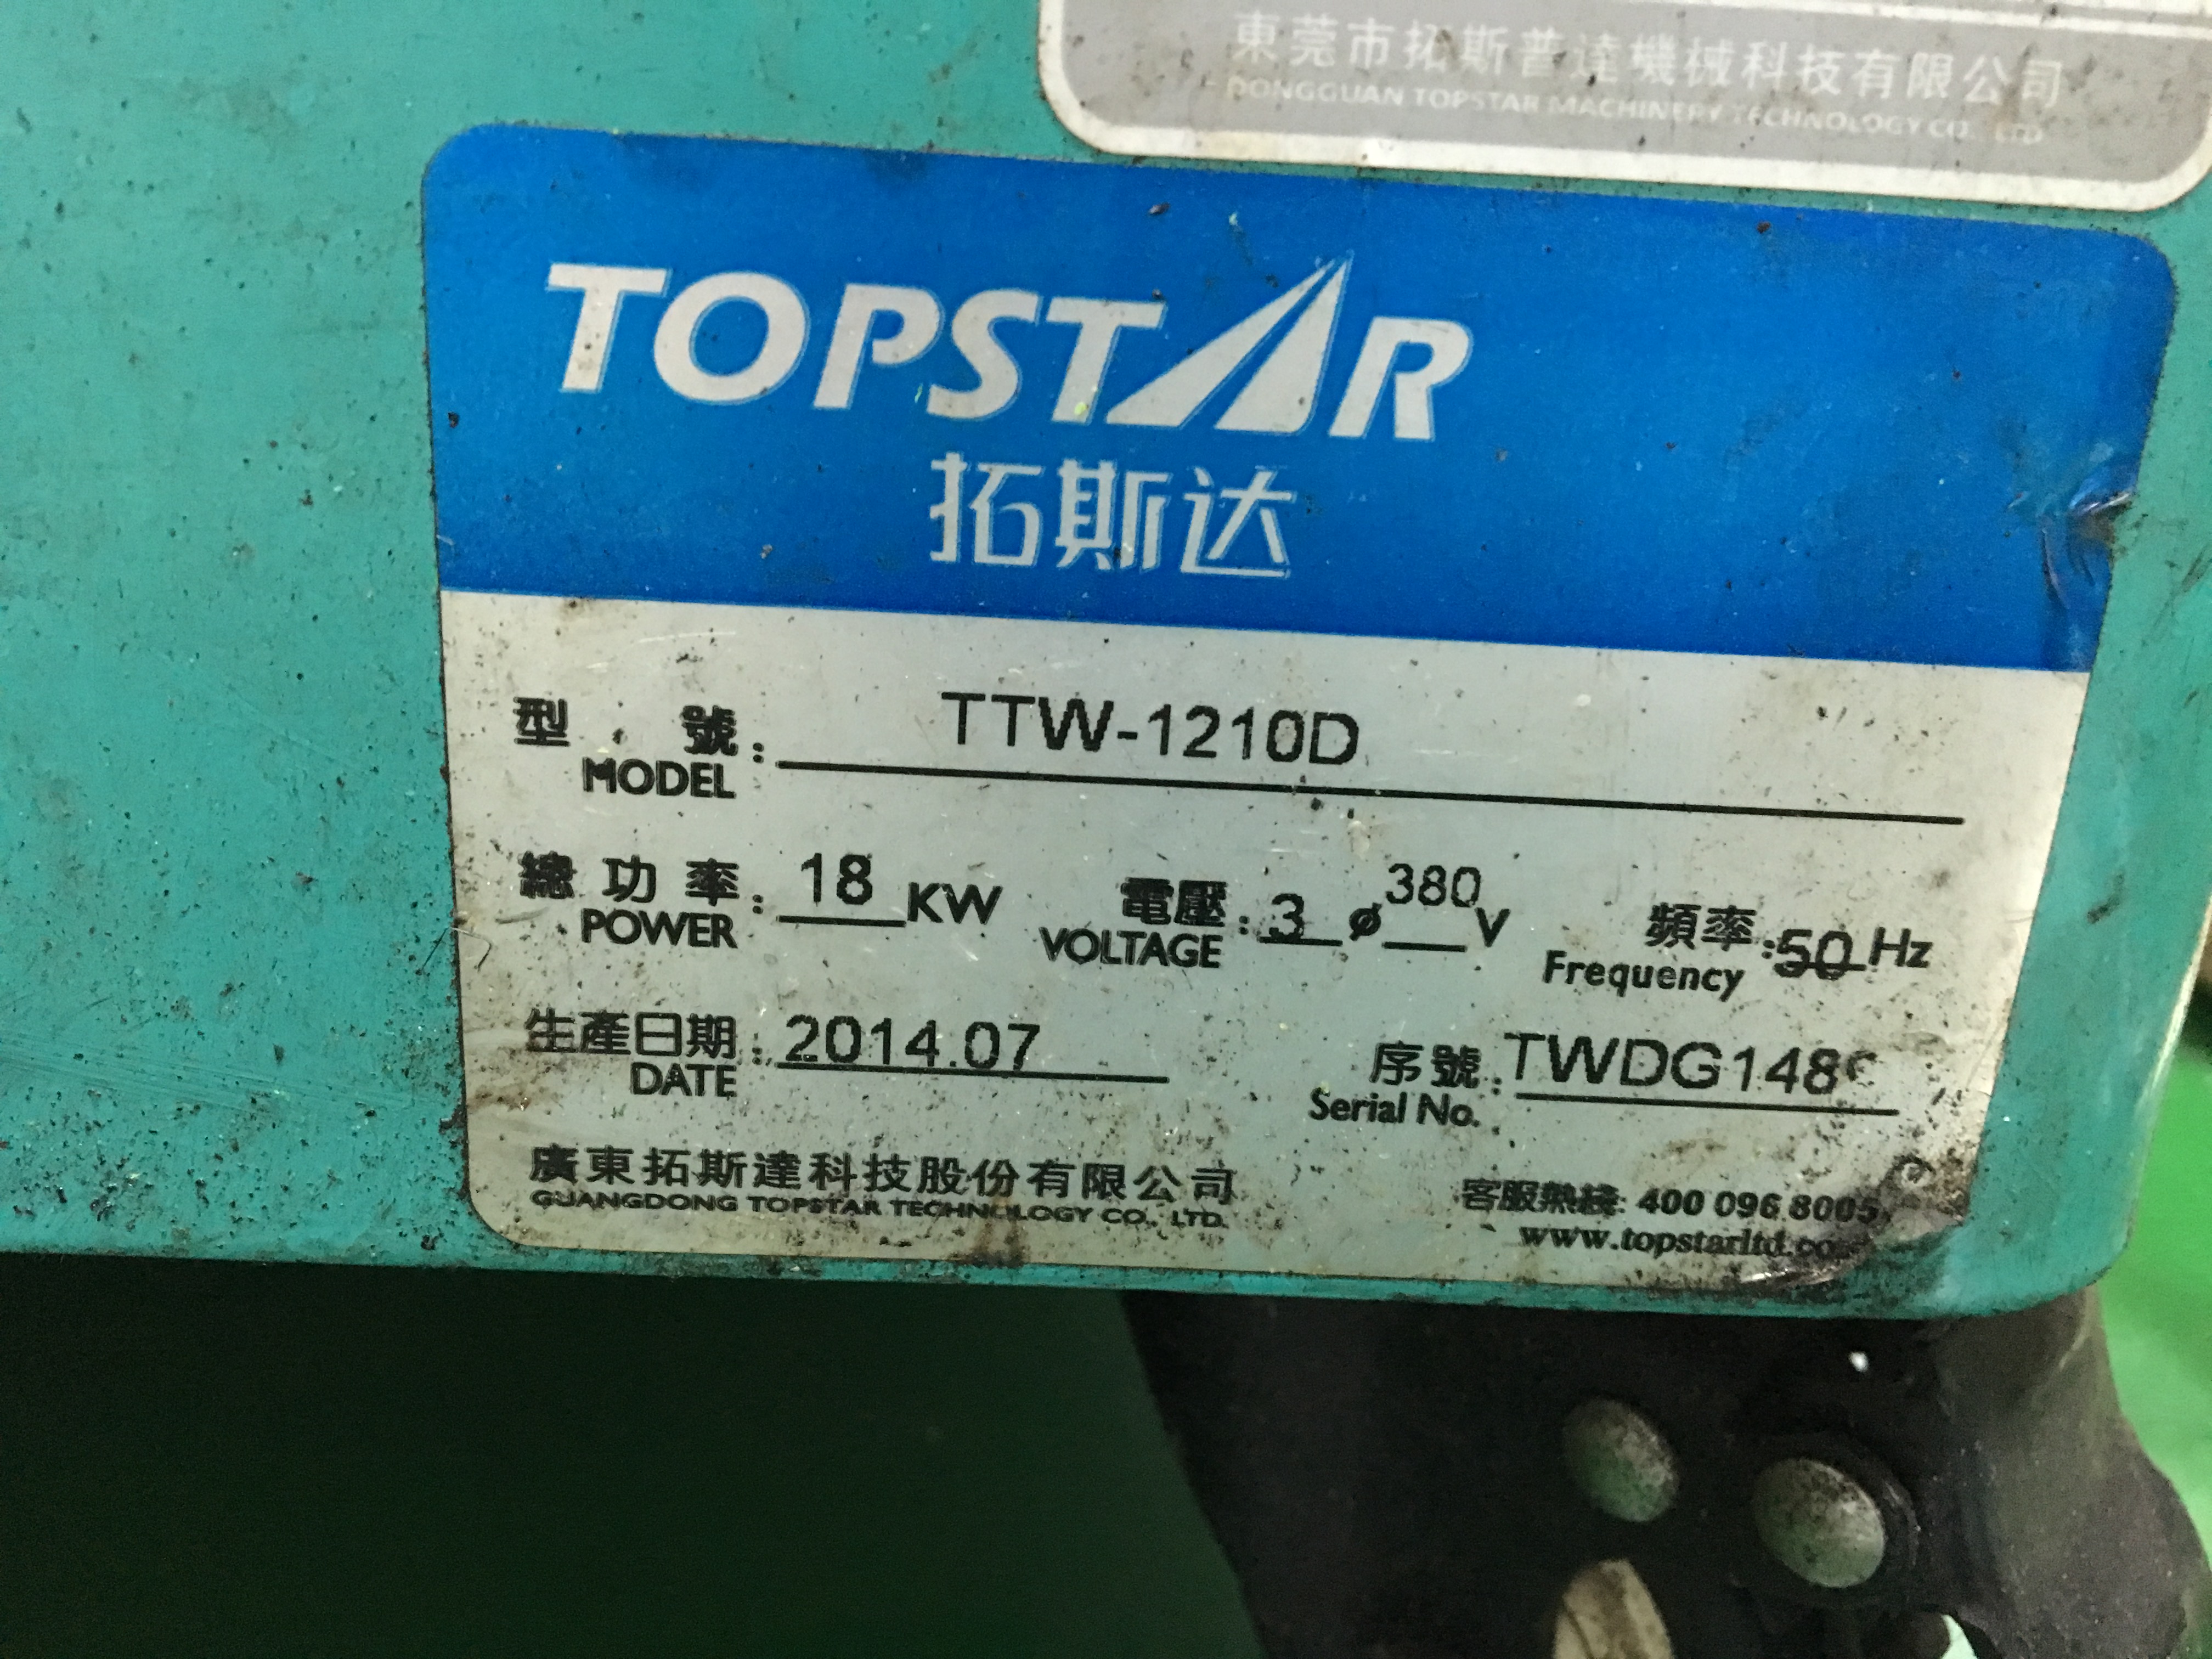 東莞市拓斯普達機械科技有限公司
DONGGUAN TOPSTAR MACHINERY TECHNOLOGY CO., LTD
TOPSTAR
拓斯达
型 號: TTW-1210D
MODEL
總功率: 18 KW 電壓: 3 ø 380 V 頻率: 50 Hz
POWER VOLTAGE Frequency
生產日期: 2014.07 序號: TWDG148
DATE Serial No.
廣東拓斯達科技股份有限公司
GUANGDONG TOPSTAR TECHNOLOGY CO., LTD.
客服熱綫: 400 096 8005
www.topstarltd.co